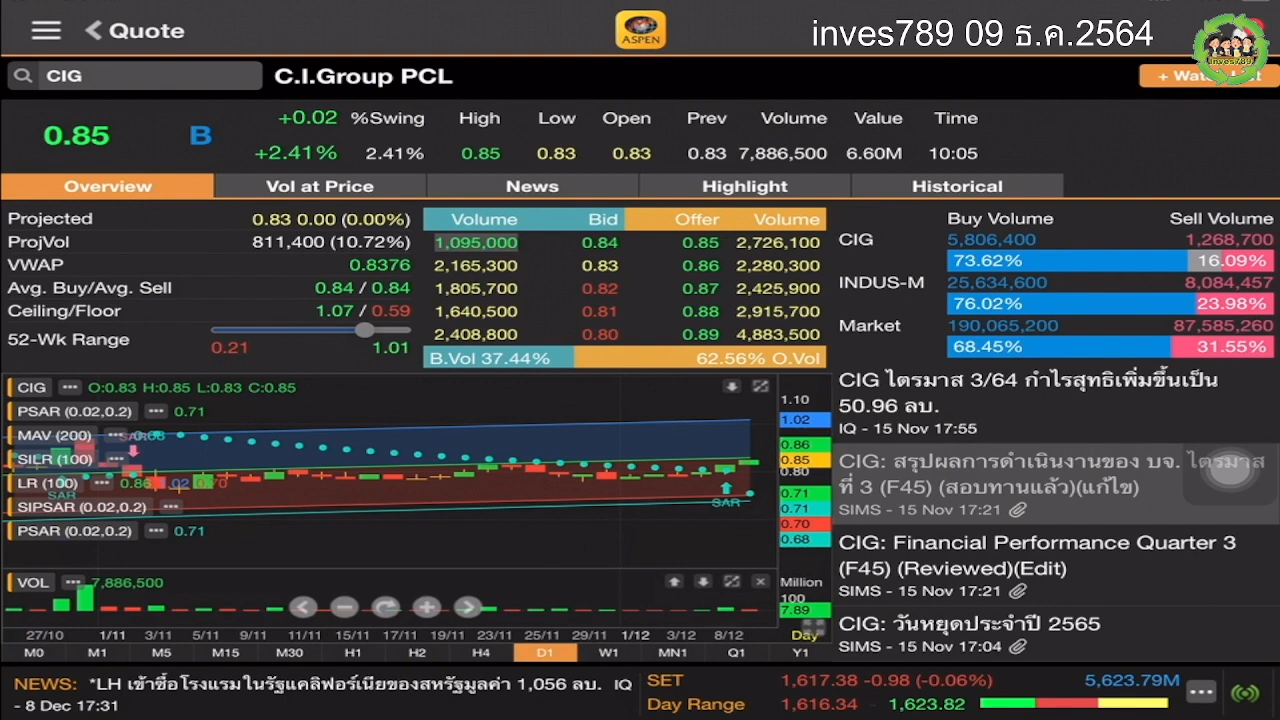 Quote
ASPEN
inves789 09 ธ.ค.2564
inves789
CIG
C.I.Group PCL
0.85 B
+0.02 %Swing High Low Open Prev Volume Value Time
+2.41% 2.41% 0.85 0.83 0.83 0.83 7,886,500 6.60M 10:05
Overview Vol at Price News Highlight Historical
Projected 0.83 0.00 (0.00%)
ProjVol 811,400 (10.72%)
VWAP 0.8376
Avg. Buy/Avg. Sell 0.84 / 0.84
Ceiling/Floor 1.07 / 0.59
52-Wk Range
0.21 1.01
Volume Bid Offer Volume
1,095,000 0.84 0.85 2,726,100
2,165,300 0.83 0.86 2,280,300
1,805,700 0.82 0.87 2,425,900
1,640,500 0.81 0.88 2,915,700
2,408,800 0.80 0.89 4,883,500
B.Vol 37.44% 62.56% O.Vol
Buy Volume Sell Volume
CIG 5,806,400 1,268,700
73.62% 16.09%
INDUS-M 25,634,600 8,084,457
76.02% 23.98%
Market 190,065,200 87,585,260
68.45% 31.55%
CIG O:0.83 H:0.85 L:0.83 C:0.85
PSAR (0.02,0.2) 0.71
MAV (200)
SILR (100)
LR (100) 0.86 1.02 0.70
SAR
SIPSAR (0.02,0.2)
PSAR (0.02,0.2) 0.71
SAR
1.10
1.02
0.86
0.85
0.80
0.71
0.71
0.70
0.68
VOL 7,886,500
Million
100
7.89
27/10 1/11 3/11 5/11 9/11 11/11 15/11 17/11 19/11 23/11 25/11 29/11 1/12 3/12 8/12 Day
M0 M1 M5 M15 M30 H1 H2 H4 D1 W1 MN1 Q1 Y1
CIG ไตรมาส 3/64 กำไรสุทธิเพิ่มขึ้นเป็น
50.96 ลบ.
IQ - 15 Nov 17:55
CIG: สรุปผลการดำเนินงานของ บจ. ไตรมาส
ที่ 3 (F45) (สอบทานแล้ว)(แก้ไข)
SIMS - 15 Nov 17:21
CIG: Financial Performance Quarter 3
(F45) (Reviewed)(Edit)
SIMS - 15 Nov 17:21
CIG: วันหยุดประจำปี 2565
SIMS - 15 Nov 17:04
NEWS: *LH เข้าซื้อโรงแรมในรัฐแคลิฟอร์เนียของสหรัฐมูลค่า 1,056 ลบ. IQ
- 8 Dec 17:31
SET 1,617.38 -0.98 (-0.06%) 5,623.79M
Day Range 1,616.34 - 1,623.82